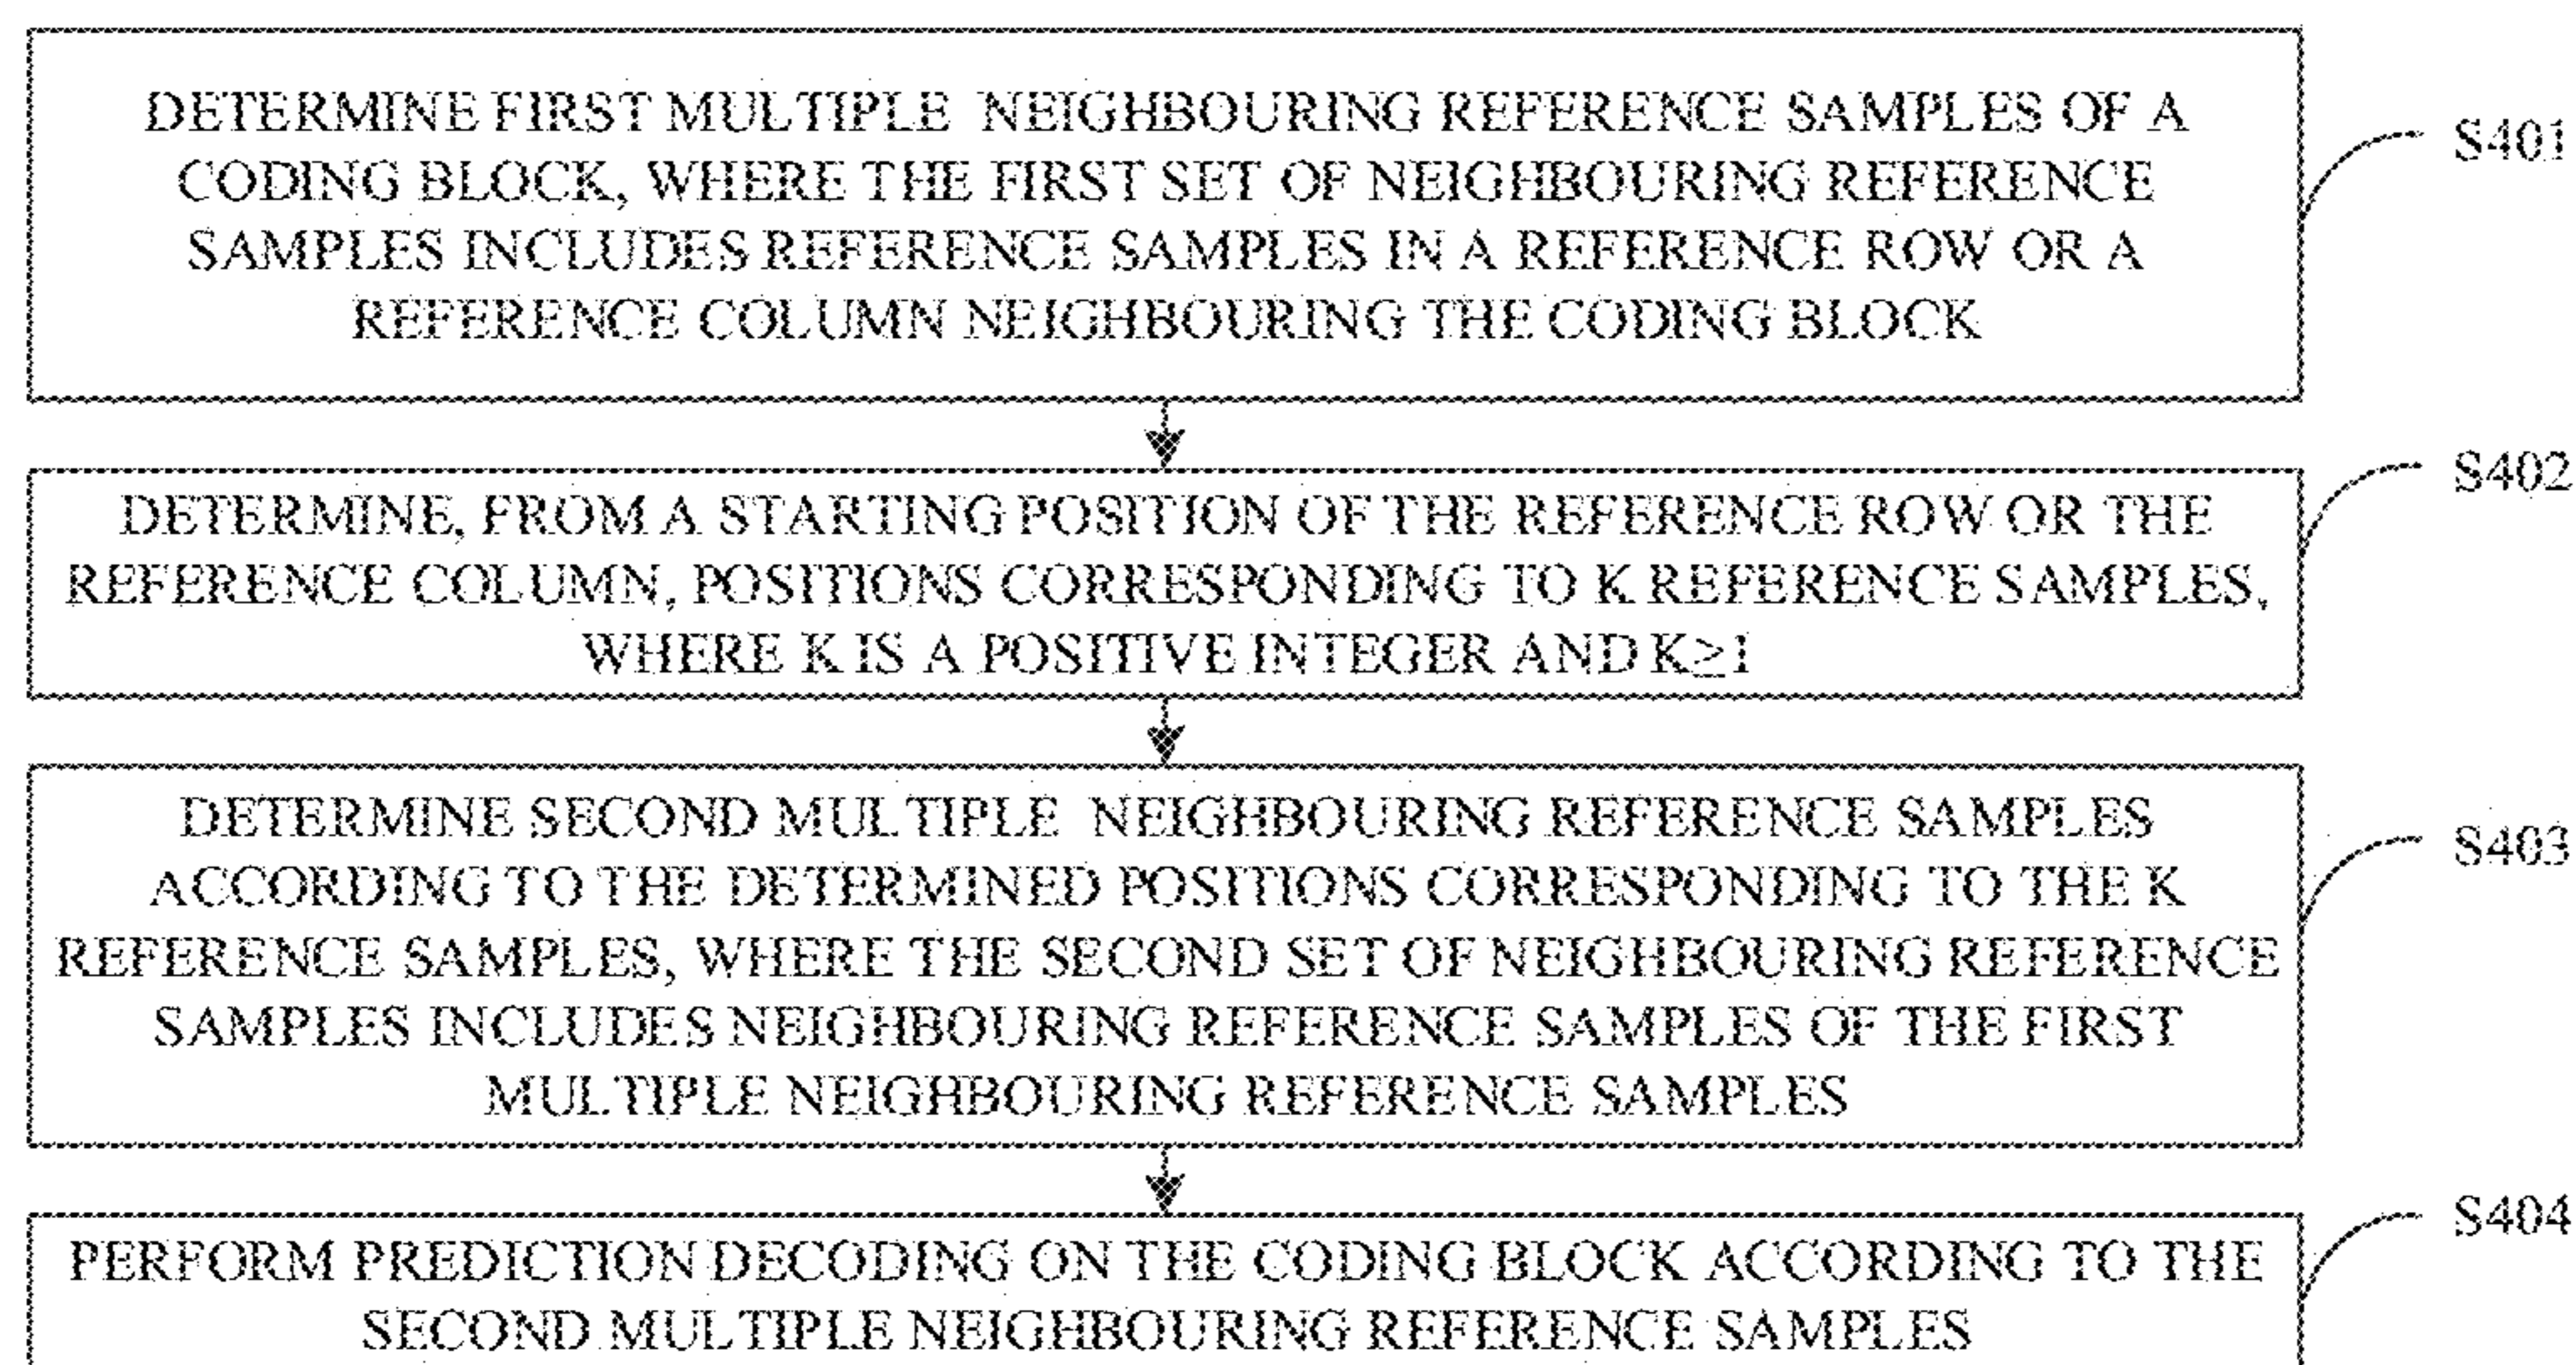 DETERMINE FIRST MULTIPLE NEIGHBOURING REFERENCE SAMPLES OF A
CODING BLOCK, WHERE THE FIRST SET OF NEIGHBOURING REFERENCE
SAMPLES INCLUDES REFERENCE SAMPLES IN A REFERENCE ROW OR A
REFERENCE COLUMN NEIGHBOURING THE CODING BLOCK
S401
DETERMINE, FROM A STARTING POSITION OF THE REFERENCE ROW OR THE
REFERENCE COLUMN, POSITIONS CORRESPONDING TO K REFERENCE SAMPLES,
WHERE K IS A POSITIVE INTEGER AND K≥1
S402
DETERMINE SECOND MULTIPLE NEIGHBOURING REFERENCE SAMPLES
ACCORDING TO THE DETERMINED POSITIONS CORRESPONDING TO THE K
REFERENCE SAMPLES, WHERE THE SECOND SET OF NEIGHBOURING REFERENCE
SAMPLES INCLUDES NEIGHBOURING REFERENCE SAMPLES OF THE FIRST
MULTIPLE NEIGHBOURING REFERENCE SAMPLES
S403
PERFORM PREDICTION DECODING ON THE CODING BLOCK ACCORDING TO THE
SECOND MULTIPLE NEIGHBOURING REFERENCE SAMPLES
S404